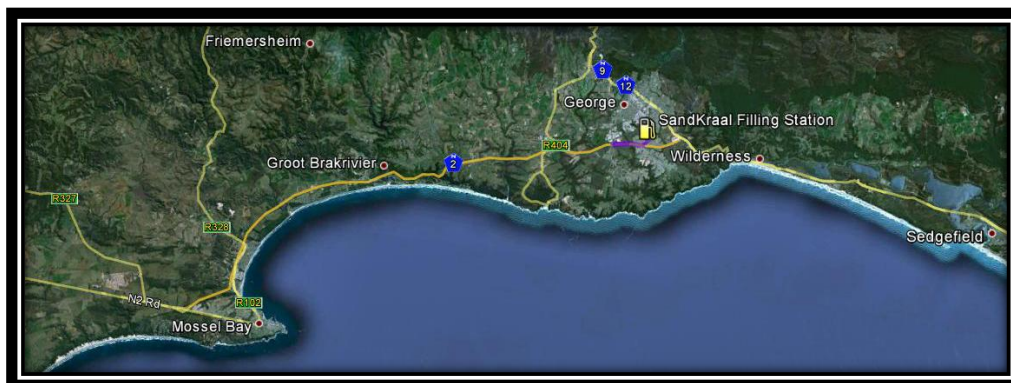 Friemersheim
N
9
N
12
George
SandKraal Filling Station
R404
Groot Brakrivier
N
2
Wilderness
R327
R328
Sedgefield
N2 Rd
R102
Mossel Bay